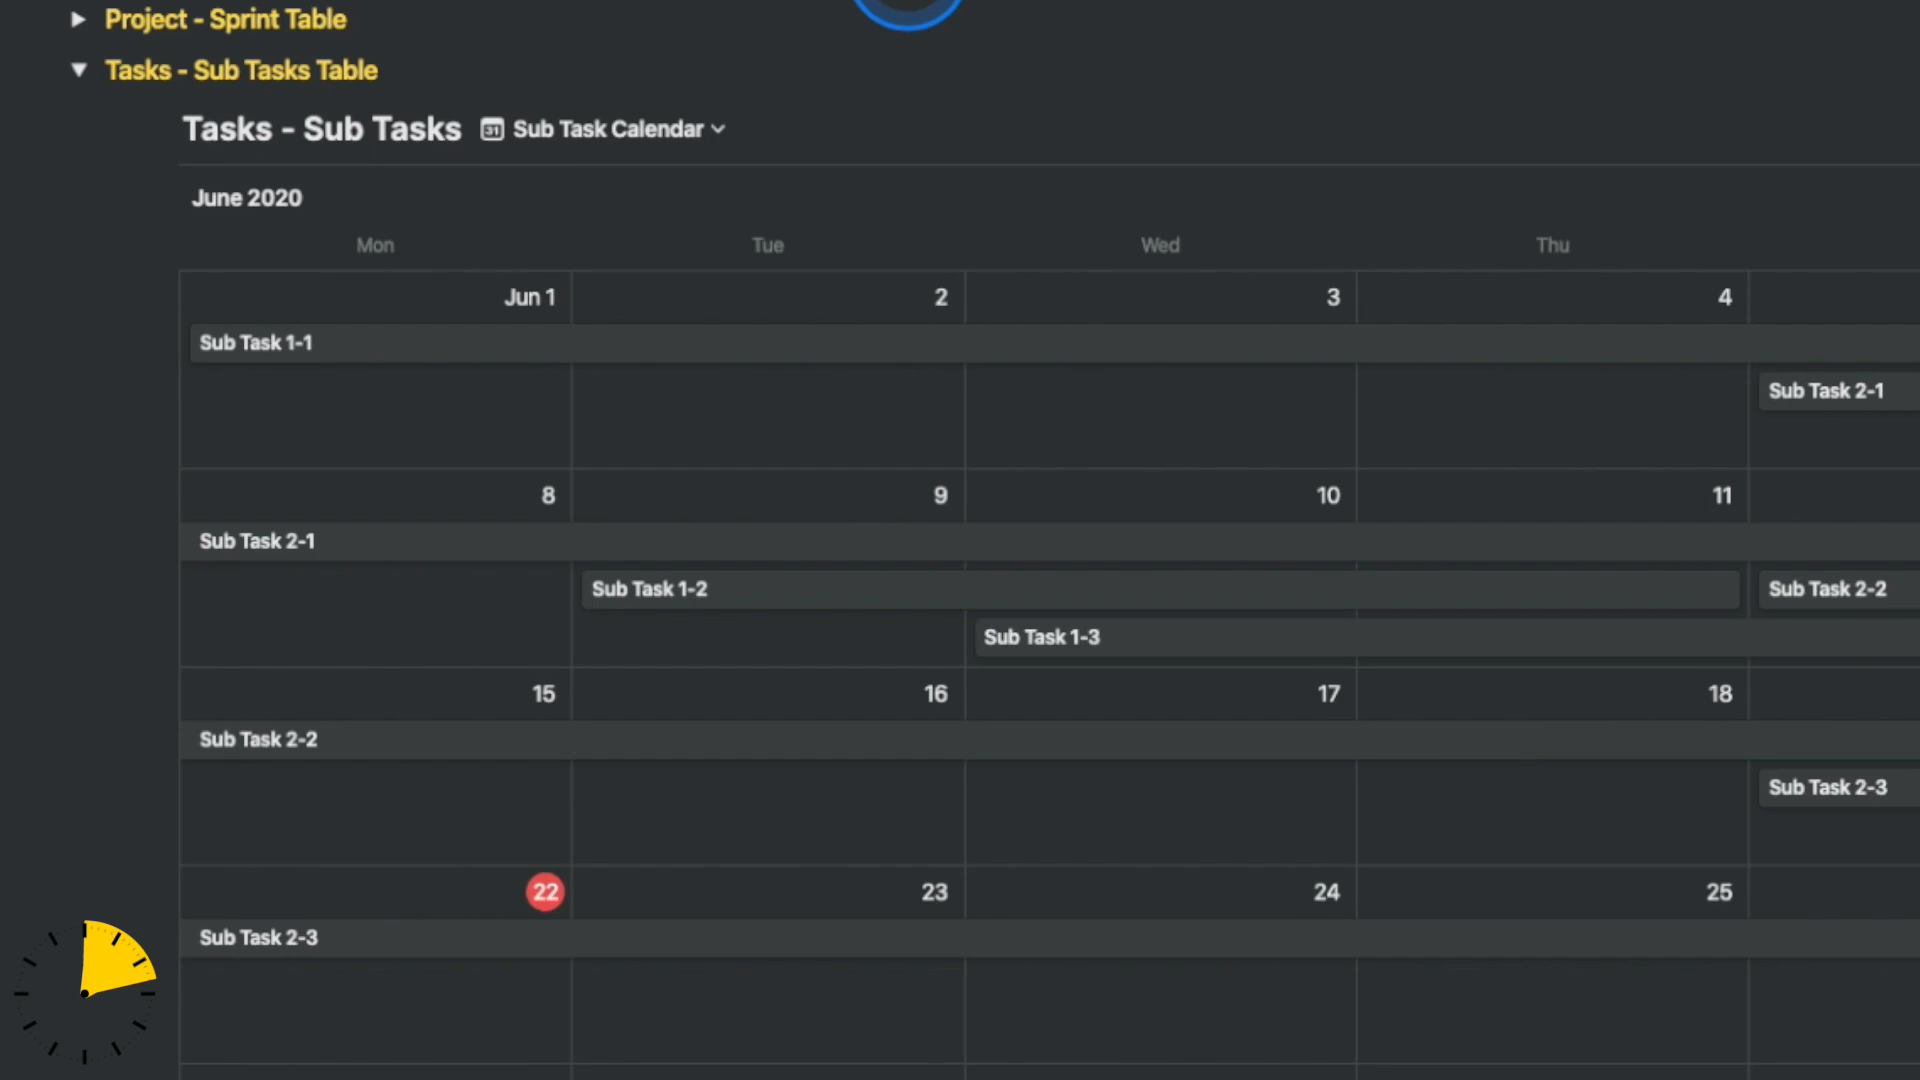 Project - Sprint Table
Tasks - Sub Tasks Table
Tasks - Sub Tasks 31 Sub Task Calendar
June 2020
Mon Tue Wed Thu
Jun 1 2 3 4
Sub Task 1-1
Sub Task 2-1
8 9 10 11
Sub Task 2-1
Sub Task 1-2 Sub Task 2-2
Sub Task 1-3
15 16 17 18
Sub Task 2-2
Sub Task 2-3
22 23 24 25
Sub Task 2-3